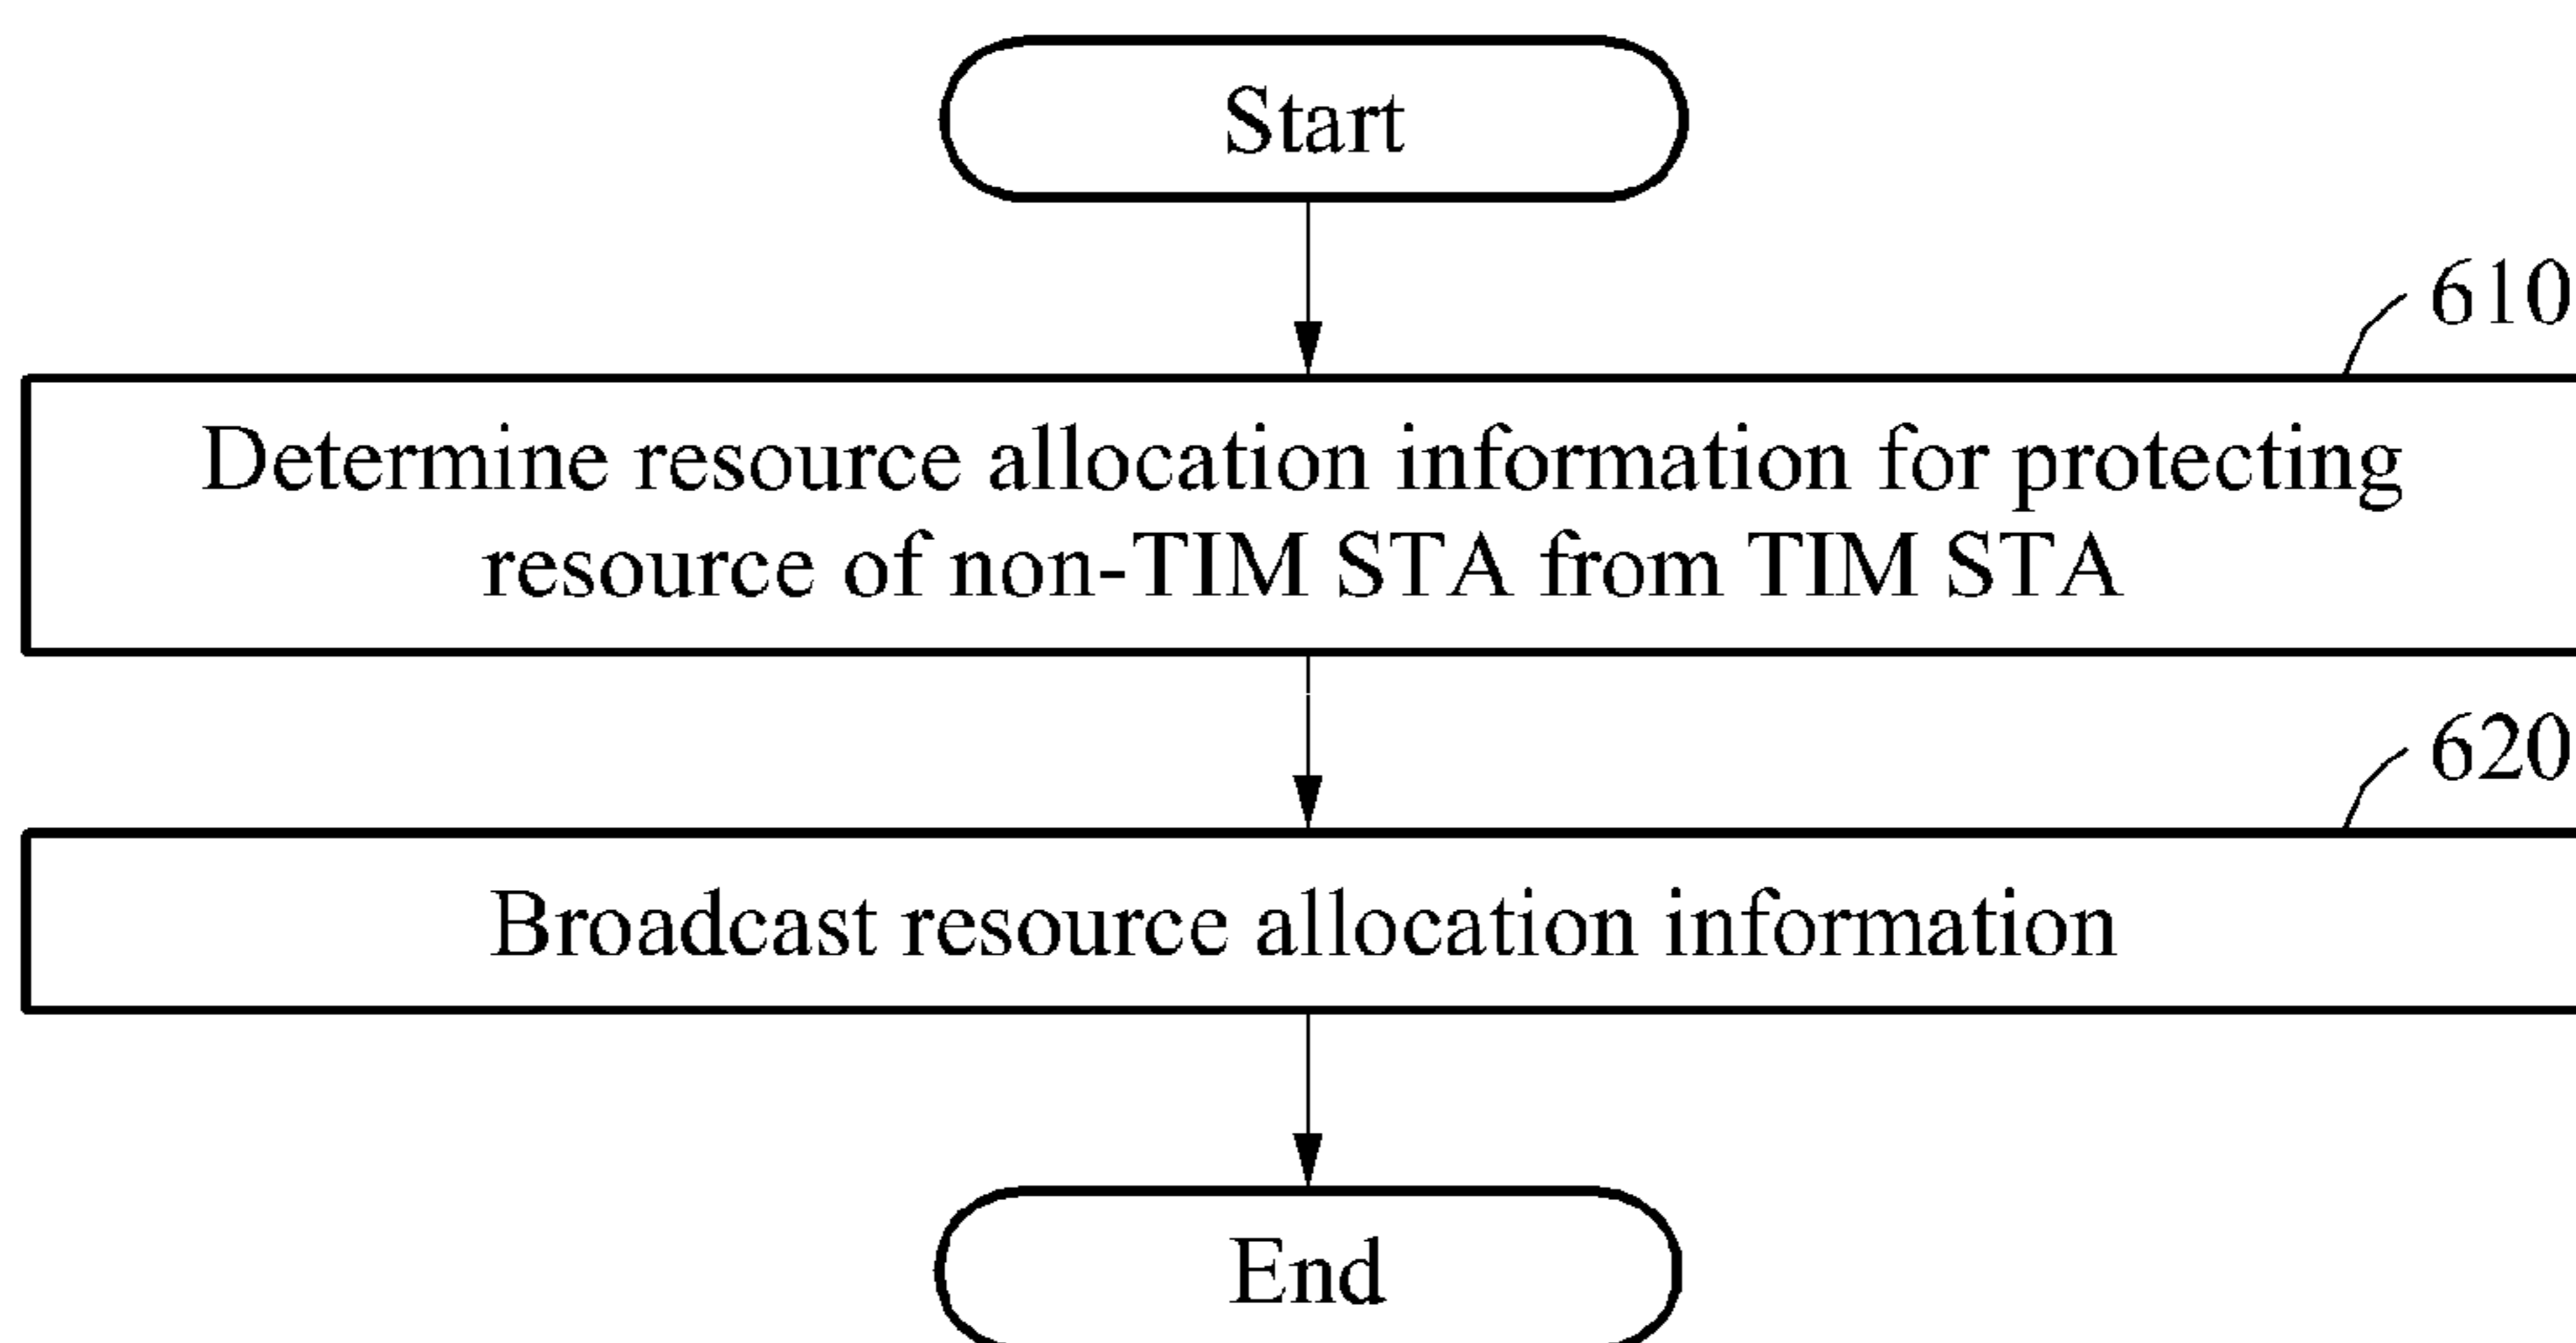 Start
610
Determine resource allocation information for protecting
resource of non-TIM STA from TIM STA
620
Broadcast resource allocation information
End